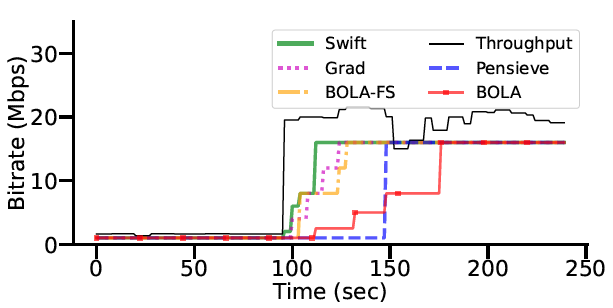 Bitrate (Mbps)
30
20
10
0
Swift
Grad
BOLA-FS
Throughput
Pensieve
BOLA
0 50 100 150 200 250
Time (sec)